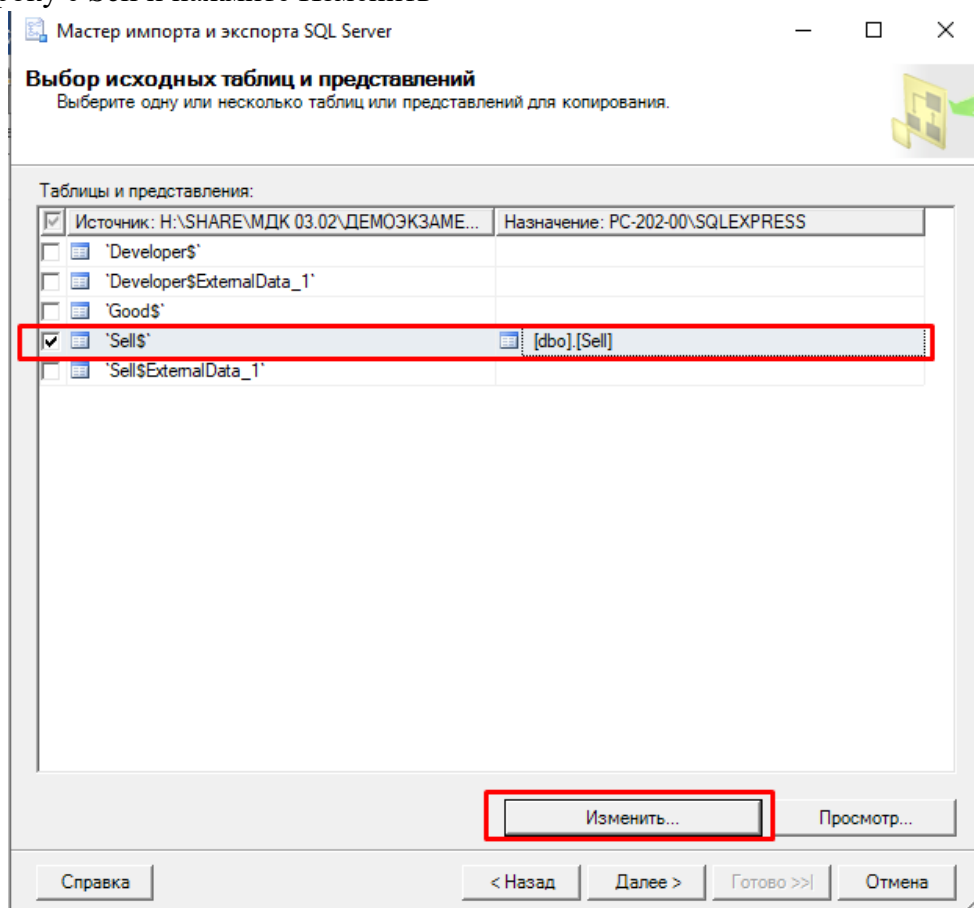 Мастер импорта и экспорта SQL Server
Выбор исходных таблиц и представлений
Выберите одну или несколько таблиц или представлений для копирования.
Таблицы и представления:
Источник: H:\SHARE\МДК 03.02\ДЕМОЭКЗАМЕ... Назначение: PC-202-00\SQLEXPRESS
`Developer$`
`Developer$ExternalData_1`
`Good$`
`Sell$` [dbo].[Sell]
`Sell$ExternalData_1`
Изменить... Просмотр...
Справка < Назад Далее > Готово >>| Отмена